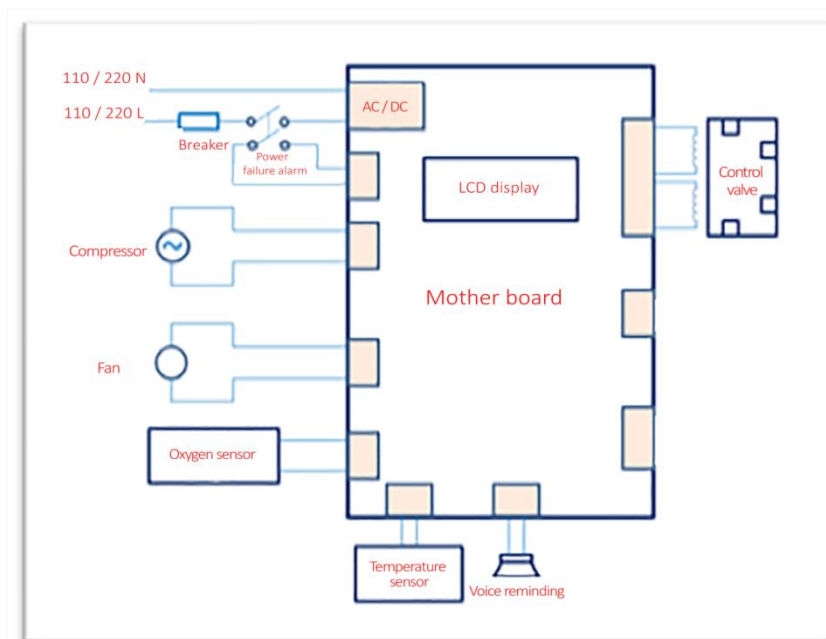 110 / 220 N
110 / 220 L
AC / DC
Breaker
Power
failure alarm
LCD display
Control
valve
Compressor
Mother board
Fan
Oxygen sensor
Temperature
sensor
Voice reminding